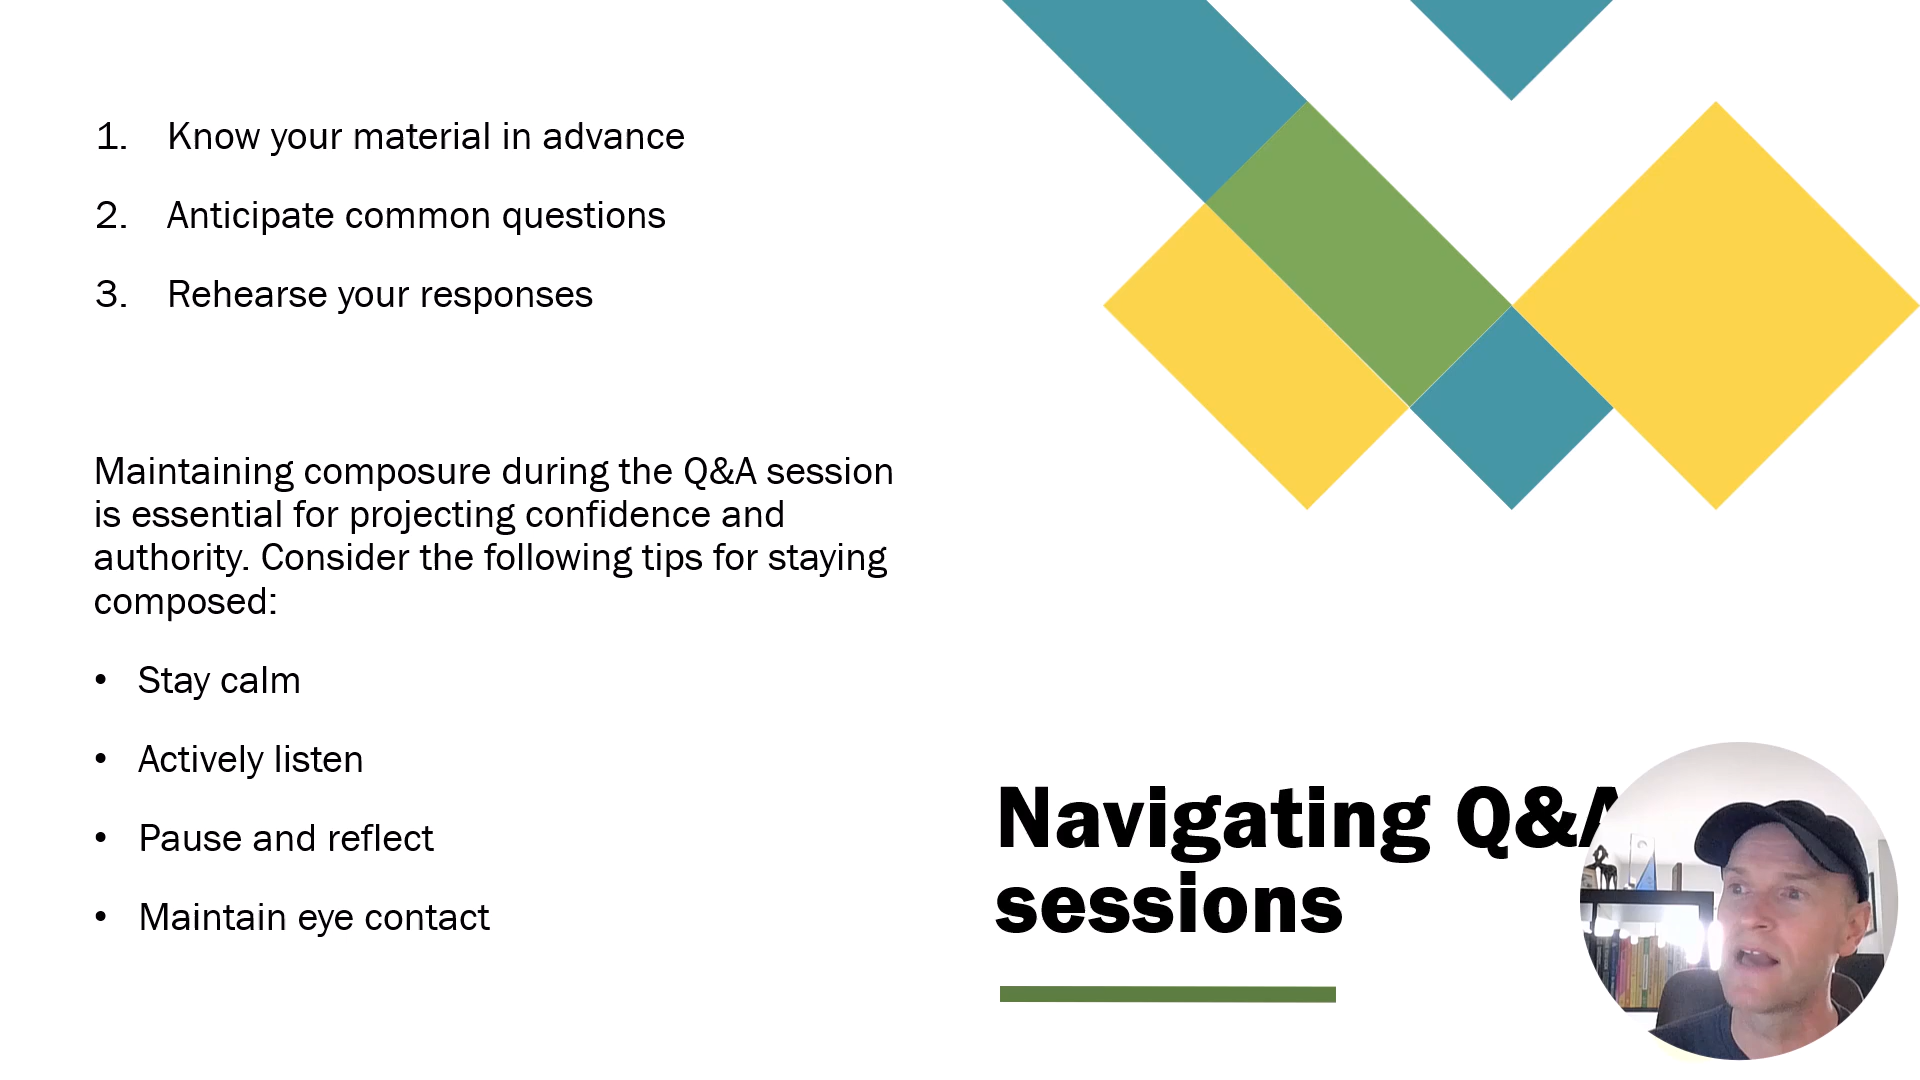 1. Know your material in advance
2. Anticipate common questions
3. Rehearse your responses
Maintaining composure during the Q&A session
is essential for projecting confidence and
authority. Consider the following tips for staying
composed:
• Stay calm
• Actively listen
• Pause and reflect
• Maintain eye contact
Navigating Q&A
sessions